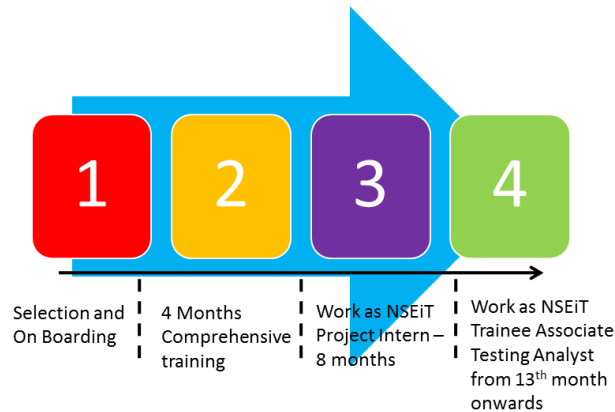 1
2
3
4
Selection and
On Boarding
4 Months
Comprehensive
training
Work as NSEiT
Project Intern –
8 months
Work as NSEiT
Trainee Associate
Testing Analyst
from 13th month
onwards